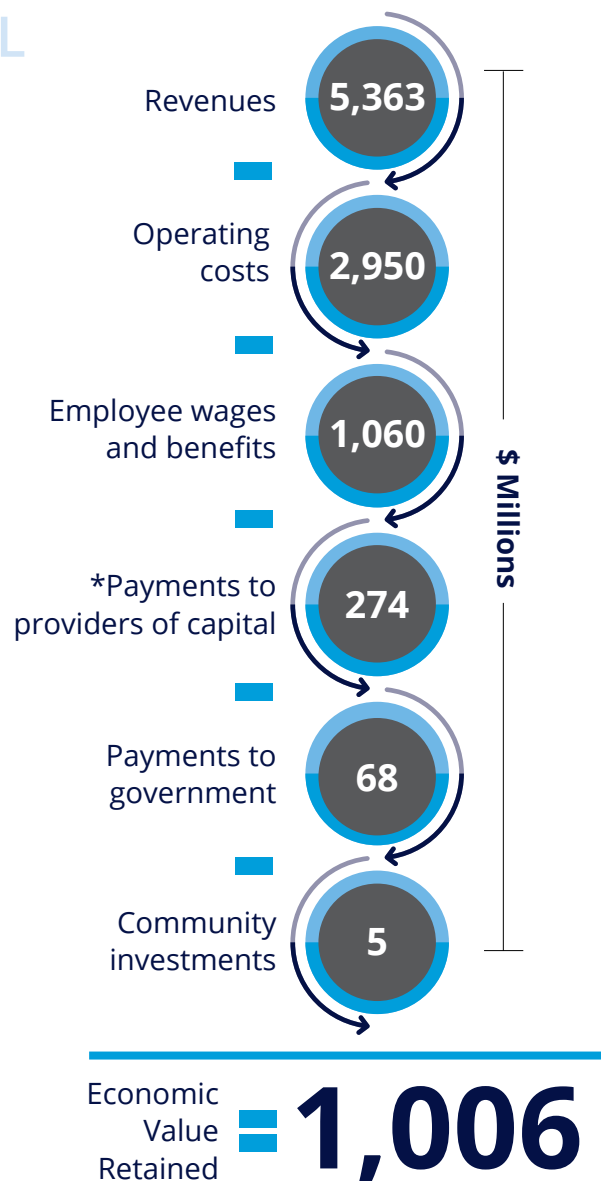 L
Revenues
5,363
Operating
costs
2,950
Employee wages
and benefits
1,060
*Payments to
providers of capital
274
Payments to
government
68
Community
investments
5
$ Millions
Economic
Value
Retained
= 1,006